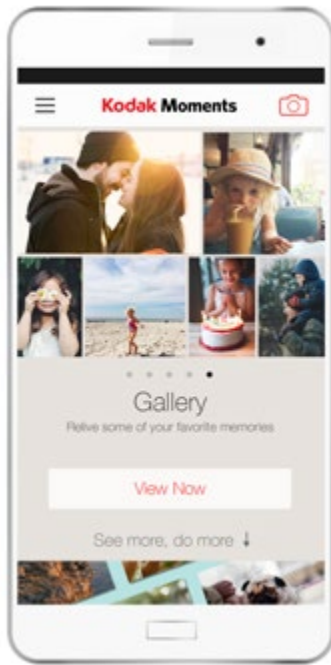 Kodak Moments
Gallery
Relive some of your favorite memories
View Now
See more, do more ↓